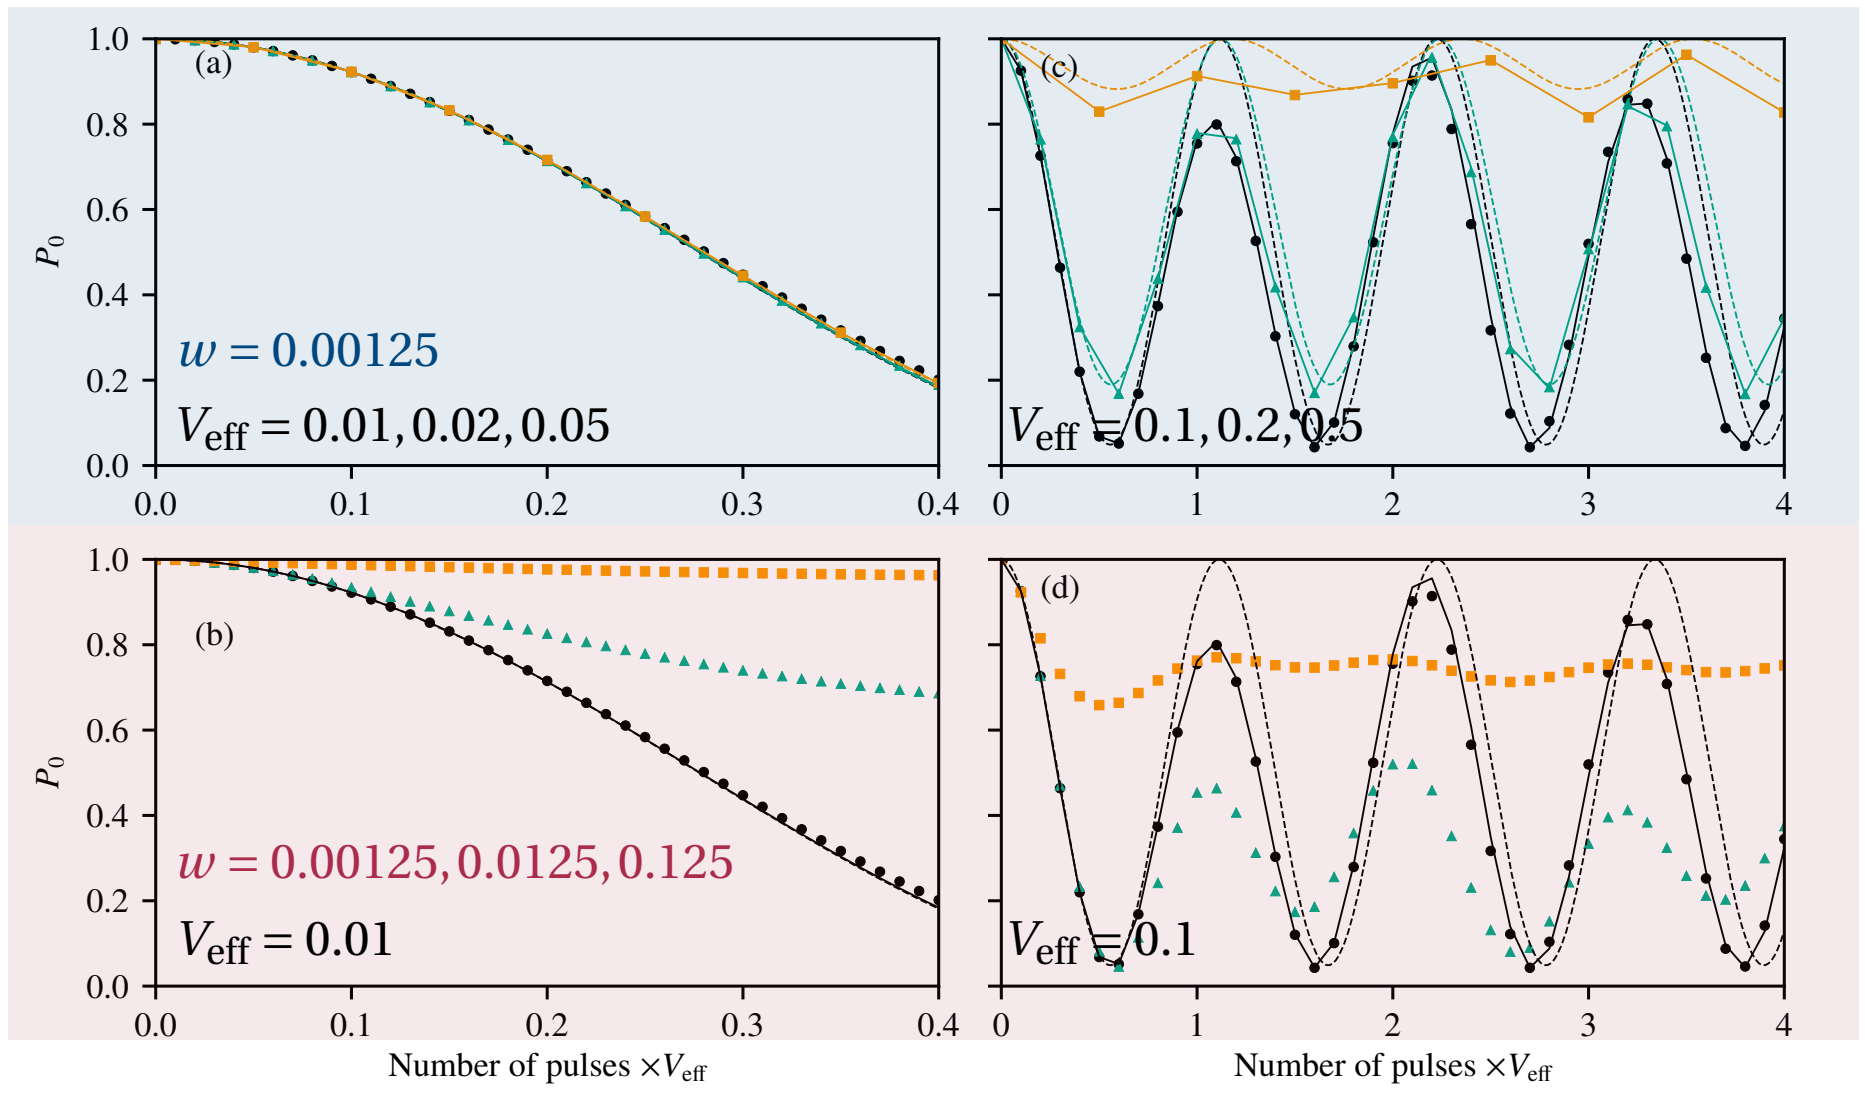 1.0
0.8
0.6
0.4
0.2
0.0
P0
(a)
w = 0.00125
Veff = 0.01, 0.02, 0.05
0.0 0.1 0.2 0.3 0.4
(c)
Veff = 0.1, 0.2, 0.5
0 1 2 3 4
1.0
0.8
0.6
0.4
0.2
0.0
P0
(b)
w = 0.00125, 0.0125, 0.125
Veff = 0.01
0.0 0.1 0.2 0.3 0.4
Number of pulses ×Veff
(d)
Veff = 0.1
0 1 2 3 4
Number of pulses ×Veff